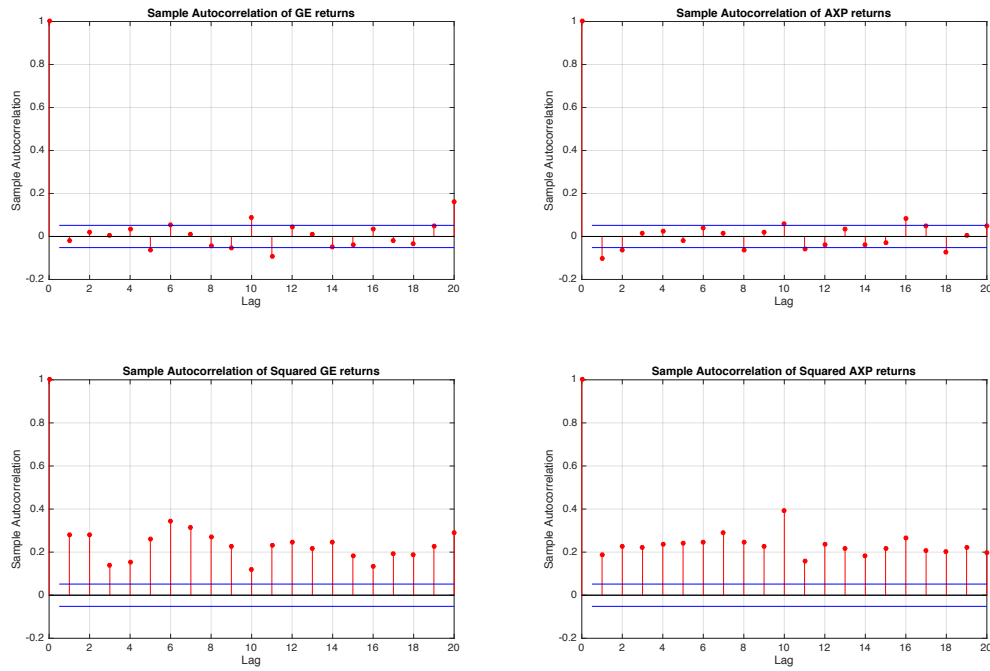 Sample Autocorrelation of GE returns
Sample Autocorrelation
1
0.8
0.6
0.4
0.2
0
-0.2
0 2 4 6 8 10 12 14 16 18 20
Lag
Sample Autocorrelation of AXP returns
Sample Autocorrelation
1
0.8
0.6
0.4
0.2
0
-0.2
0 2 4 6 8 10 12 14 16 18 20
Lag
Sample Autocorrelation of Squared GE returns
Sample Autocorrelation
1
0.8
0.6
0.4
0.2
0
-0.2
0 2 4 6 8 10 12 14 16 18 20
Lag
Sample Autocorrelation of Squared AXP returns
Sample Autocorrelation
1
0.8
0.6
0.4
0.2
0
-0.2
0 2 4 6 8 10 12 14 16 18 20
Lag